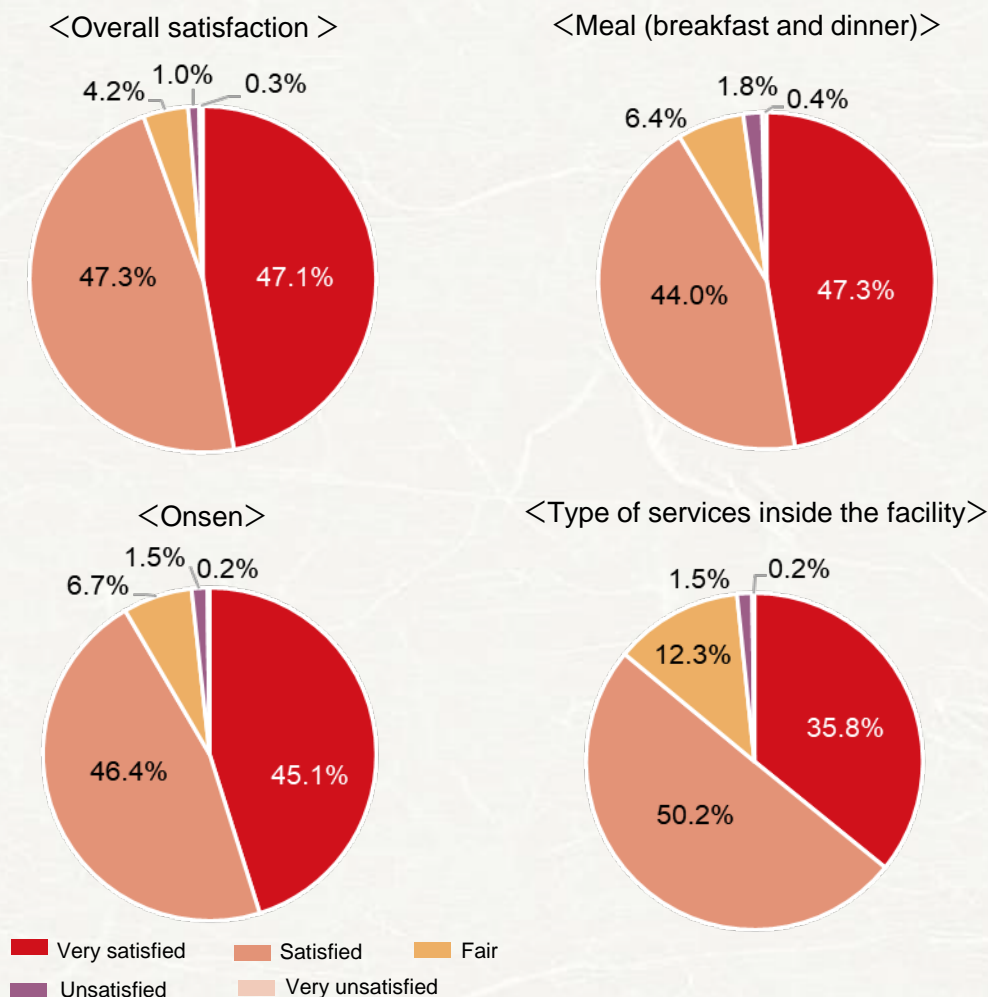 ＜Overall satisfaction ＞
1.0%
0.3%
4.2%
47.3%
47.1%
＜Meal (breakfast and dinner)＞
1.8%
0.4%
6.4%
44.0%
47.3%
＜Onsen＞
1.5%
0.2%
6.7%
46.4%
45.1%
＜Type of services inside the facility＞
1.5%
0.2%
12.3%
35.8%
50.2%
Very satisfied
Satisfied
Fair
Unsatisfied
Very unsatisfied